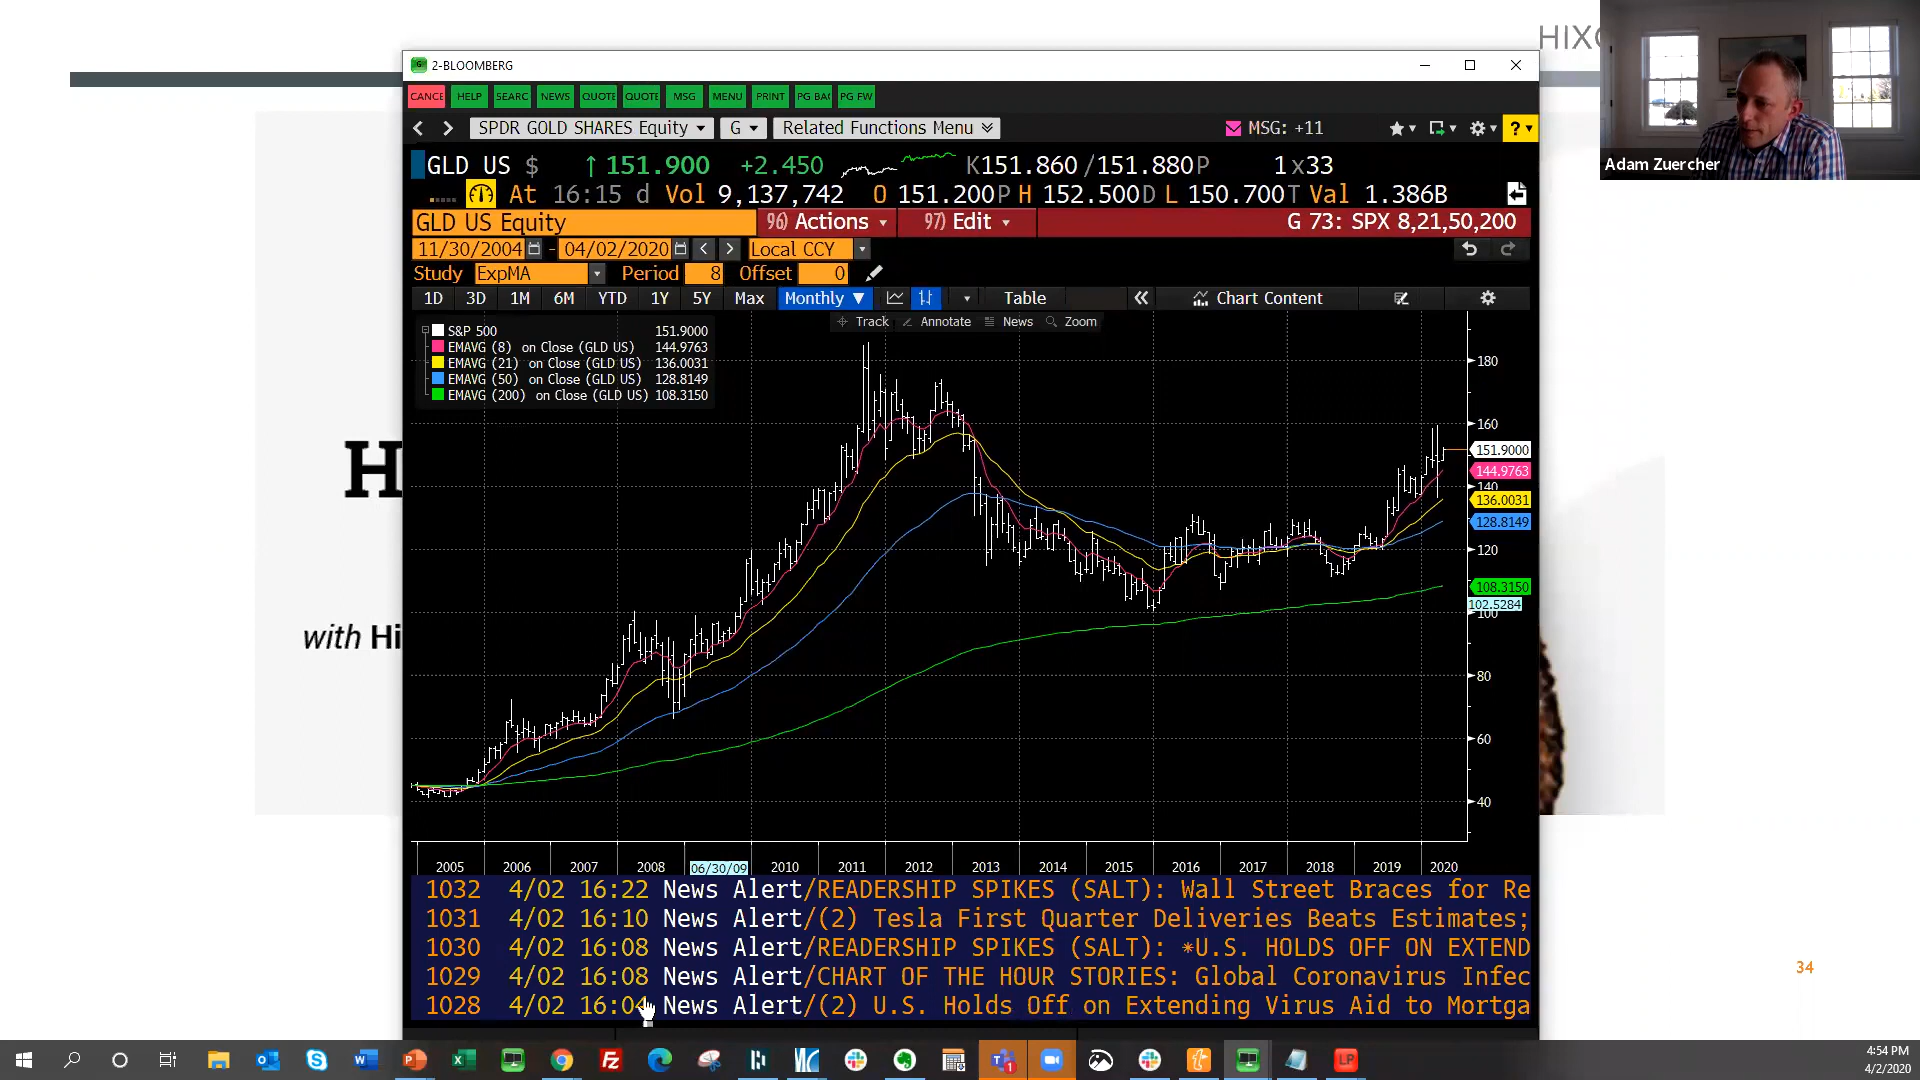 HIXO
Adam Zuercher
2-BLOOMBERG
CANCE HELP SEARC NEWS QUOTE QUOTE MSG MENU PRINT PG BA PG FW
SPDR GOLD SHARES Equity G Related Functions Menu MSG: +11 ?
GLD US $ ↑ 151.900 +2.450 K151.860 /151.880P 1x33
At 16:15 d Vol 9,137,742 O 151.200P H 152.500D L 150.700T Val 1.386B
GLD US Equity 96) Actions 97) Edit G 73: SPX 8,21,50,200
11/30/2004 - 04/02/2020 < > Local CCY
Study ExpMA Period 8 Offset 0
1D 3D 1M 6M YTD 1Y 5Y Max Monthly ▼ Table « Chart Content
Track Annotate News Zoom
S&P 500 151.9000
EMAVG (8) on Close (GLD US) 144.9763
EMAVG (21) on Close (GLD US) 136.0031
EMAVG (50) on Close (GLD US) 128.8149
EMAVG (200) on Close (GLD US) 108.3150
180
160
151.9000
144.9763
140
136.0031
128.8149
120
108.3150
102.5284
100
80
60
40
H
with Hi
2005 2006 2007 2008 06/30/09 2010 2011 2012 2013 2014 2015 2016 2017 2018 2019 2020
1032 4/02 16:22 News Alert/READERSHIP SPIKES (SALT): Wall Street Braces for Re
1031 4/02 16:10 News Alert/(2) Tesla First Quarter Deliveries Beats Estimates;
1030 4/02 16:08 News Alert/READERSHIP SPIKES (SALT): *U.S. HOLDS OFF ON EXTEND
1029 4/02 16:08 News Alert/CHART OF THE HOUR STORIES: Global Coronavirus Infec
1028 4/02 16:04 News Alert/(2) U.S. Holds Off on Extending Virus Aid to Mortga
34
4:54 PM
4/2/2020